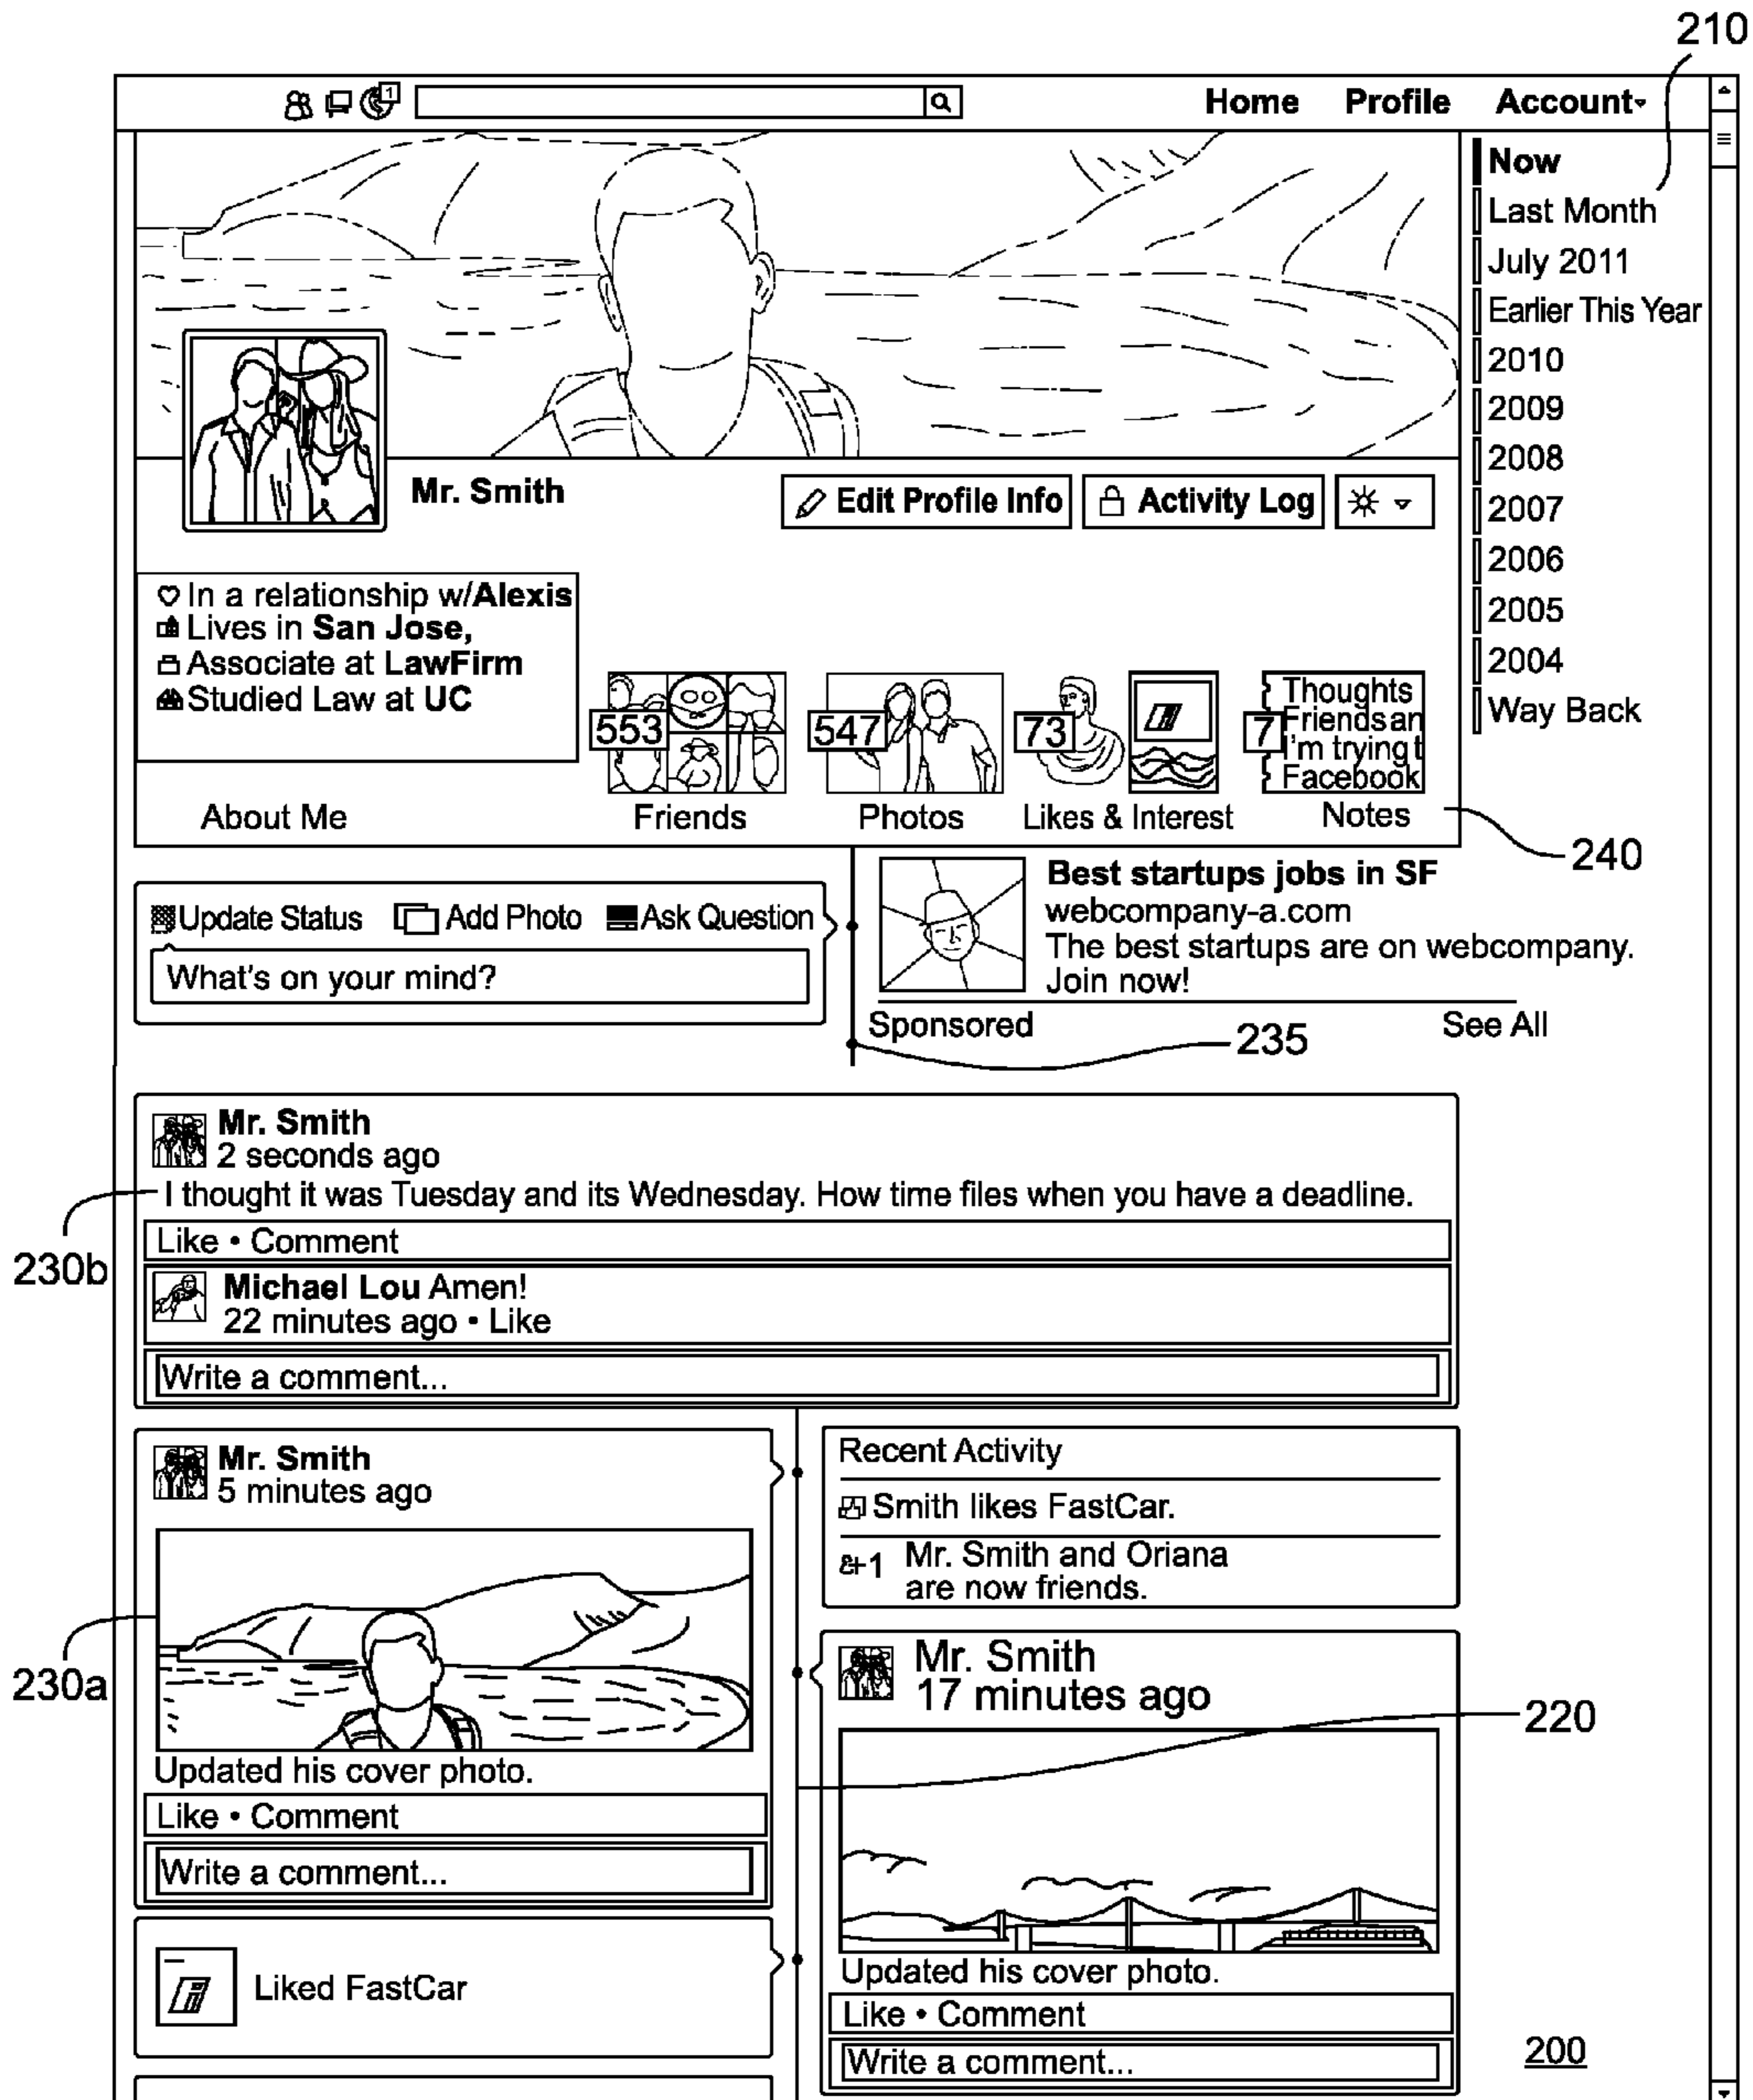 210
1
Home Profile Account
Now
Last Month
July 2011
Earlier This Year
2010
2009
2008
2007
2006
2005
2004
Way Back
Mr. Smith
Edit Profile Info
Activity Log
In a relationship w/Alexis
Lives in San Jose,
Associate at LawFirm
Studied Law at UC
553
547
73
7
Thoughts
Friends an
I'm trying t
Facebook
About Me
Friends
Photos
Likes & Interest
Notes
240
Update Status Add Photo Ask Question
What's on your mind?
Best startups jobs in SF
webcompany-a.com
The best startups are on webcompany.
Join now!
Sponsored See All
235
Mr. Smith
2 seconds ago
I thought it was Tuesday and its Wednesday. How time files when you have a deadline.
230b
Like • Comment
Michael Lou Amen!
22 minutes ago • Like
Write a comment...
Mr. Smith
5 minutes ago
230a
Updated his cover photo.
Like • Comment
Write a comment...
Liked FastCar
Recent Activity
Smith likes FastCar.
&+1 Mr. Smith and Oriana
are now friends.
Mr. Smith
17 minutes ago
220
Updated his cover photo.
Like • Comment
Write a comment...
200